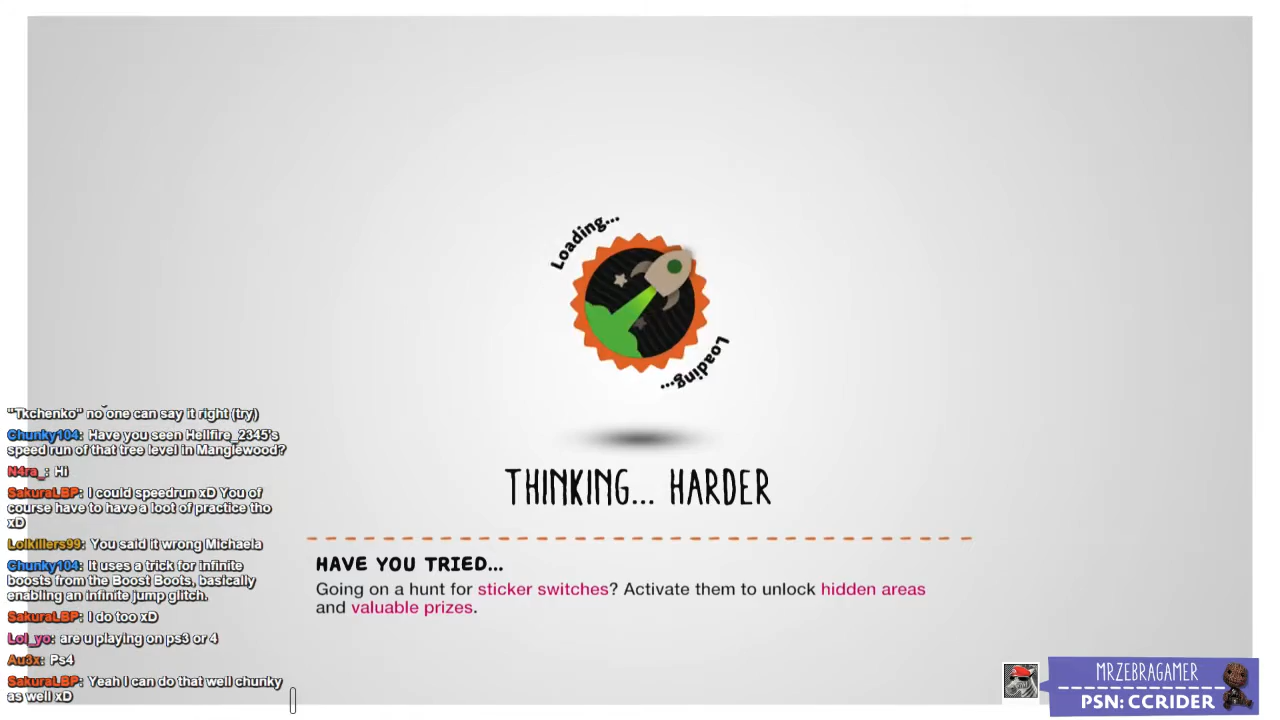 Loading...
Loading...
THINKING... HARDER
HAVE YOU TRIED...
Going on a hunt for sticker switches? Activate them to unlock hidden areas
and valuable prizes.
"Tkchenko" no one can say it right (try)
Chunky104: Have you seen Hellfire_2345's
speed run of that tree level in Manglewood?
N4ra_: Hi
SakuraLBP: I could speedrun xD You of
course have to have a loot of practice tho
xD
Lolkillers99: You said it wrong Michaela
Chunky104: It uses a trick for infinite
boosts from the Boost Boots, basically
enabling an infinite jump glitch.
SakuraLBP: I do too xD
Lol_yo: are u playing on ps3 or 4
Au3x: Ps4
SakuraLBP: Yeah I can do that well chunky
as well xD
MRZEBRAGAMER
PSN: CCRIDER